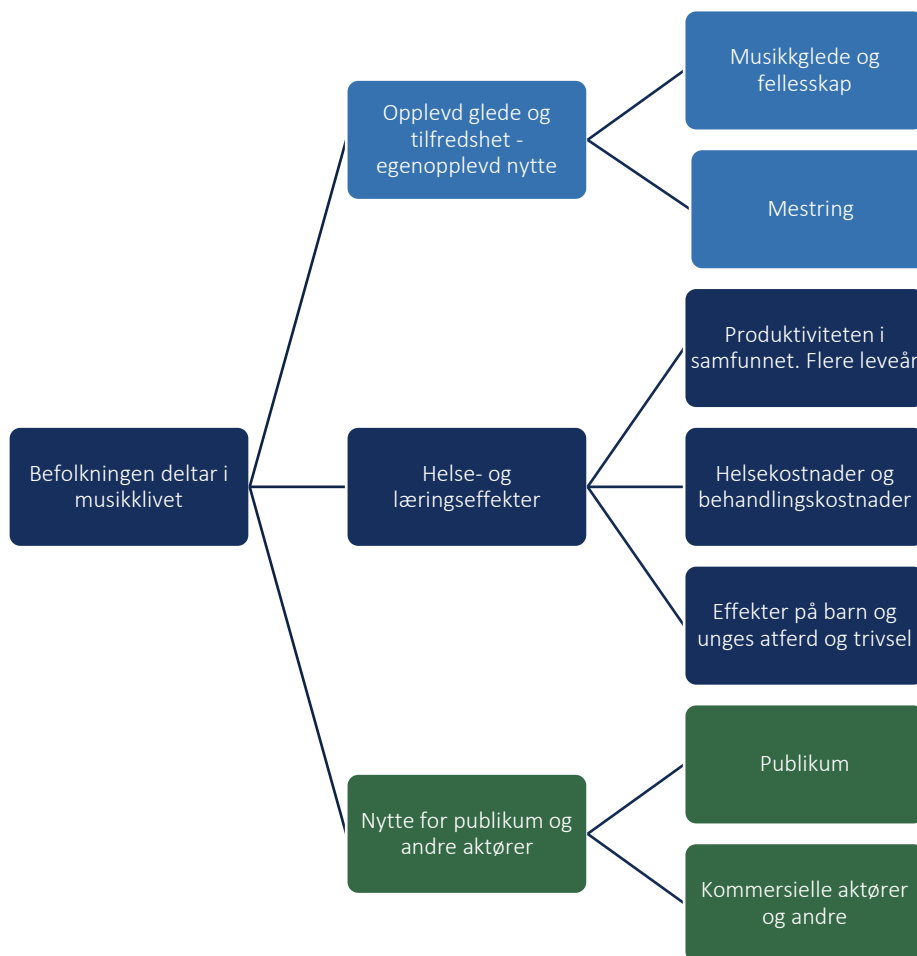 Musikkglede og
fellesskap
Opplevd glede og
tilfredshet -
egenopplevd nytte
Mestring
Produktiviteten i
samfunnet. Flere leveår
Befolkningen deltar i
musikklivet
Helse- og
læringseffekter
Helsekostnader og
behandlingskostnader
Effekter på barn og
unges atferd og trivsel
Publikum
Nytte for publikum og
andre aktører
Kommersielle aktører
og andre